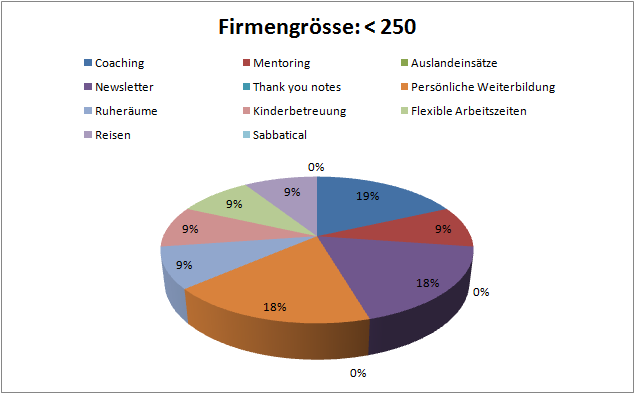 Firmengrösse: < 250
Coaching Mentoring Auslandeinsätze
Newsletter Thank you notes Persönliche Weiterbildung
Ruheräume Kinderbetreuung Flexible Arbeitszeiten
Reisen Sabbatical
0%
9% 19%
9%
9% 9%
9% 18%
0%
18%
0%